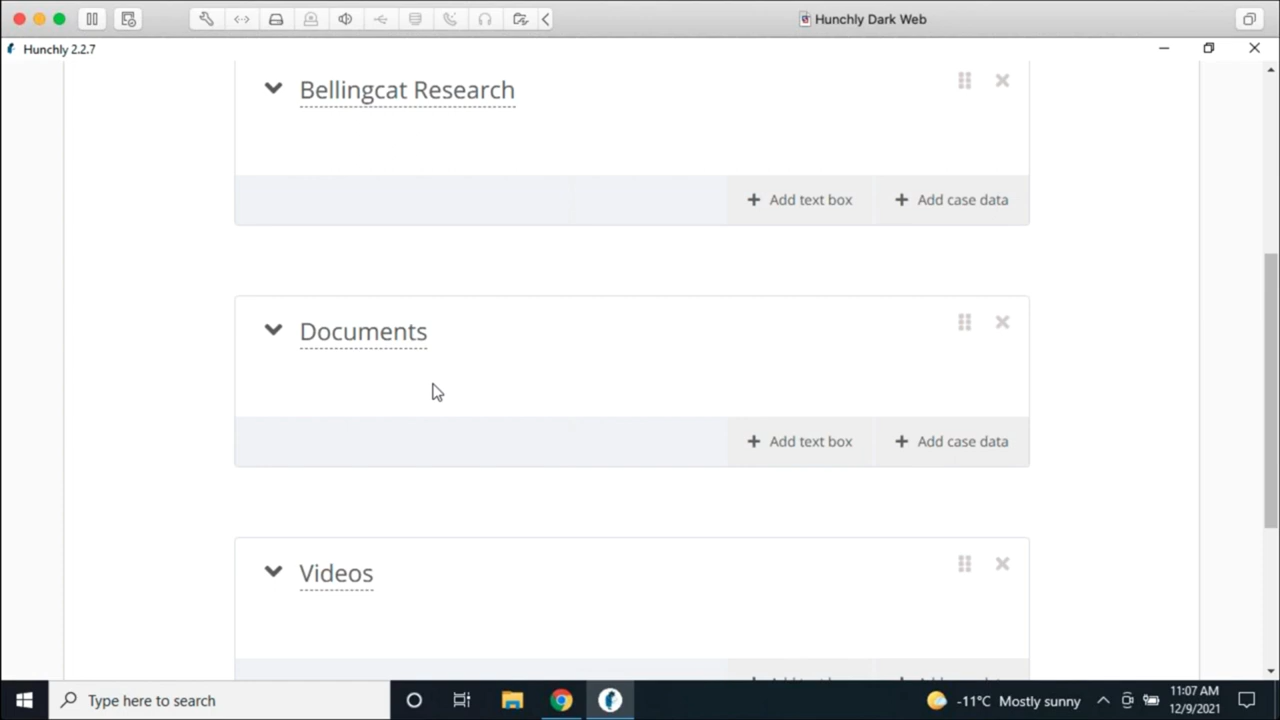 Hunchly Dark Web
Hunchly 2.2.7
Bellingcat Research
+ Add text box + Add case data
Documents
+ Add text box + Add case data
Videos
Type here to search
-11°C Mostly sunny
11:07 AM
12/9/2021